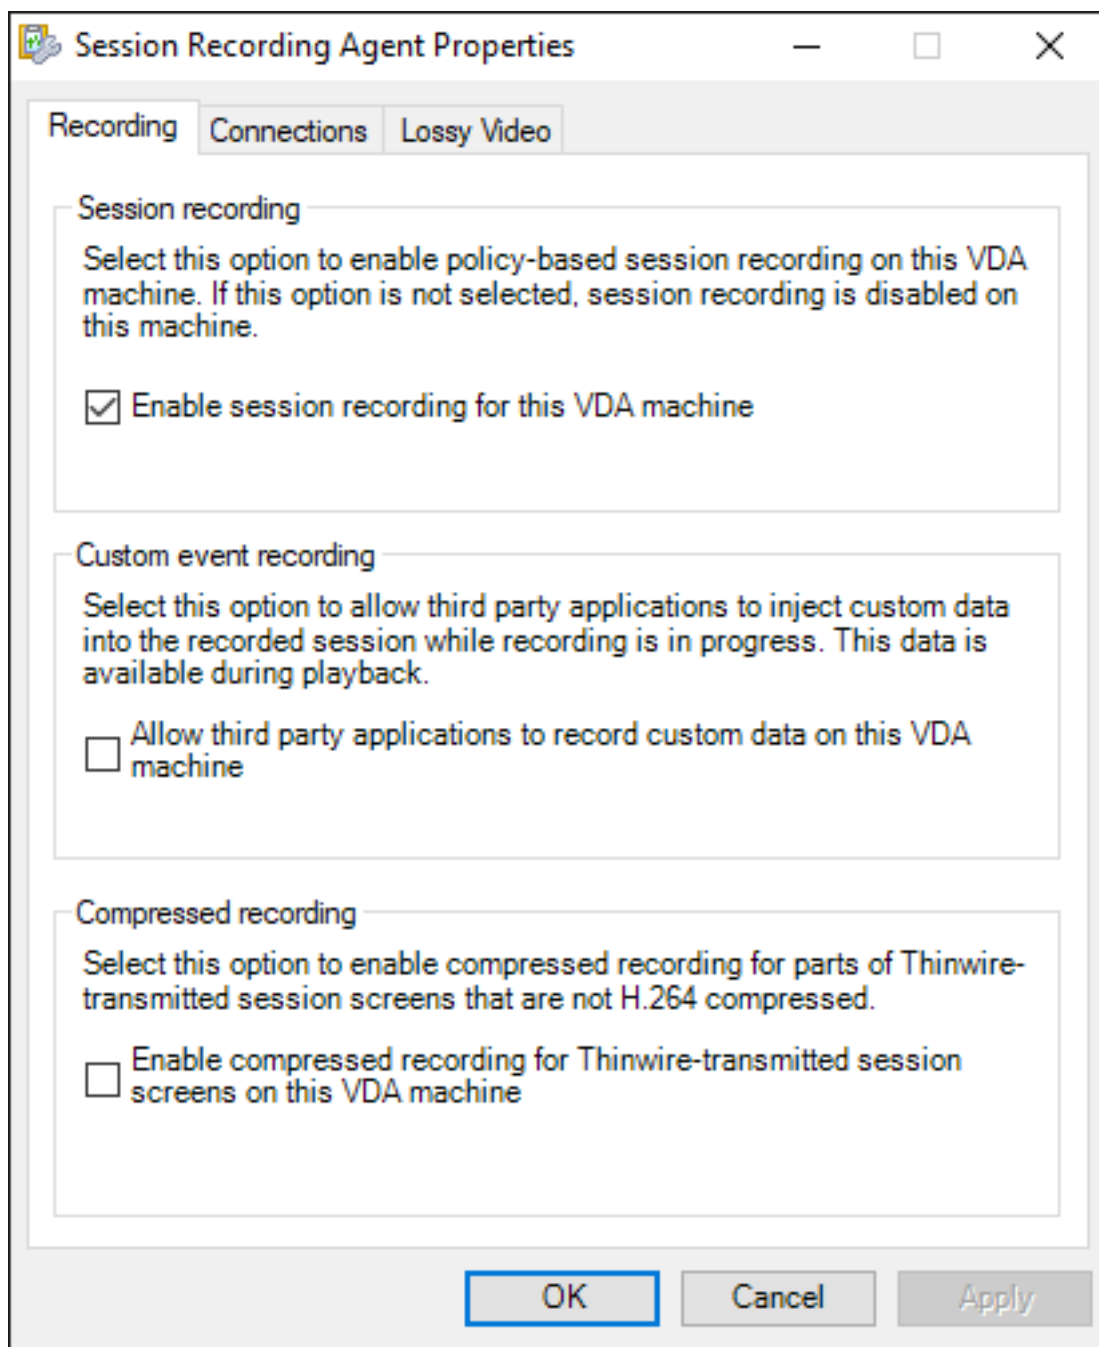 Session Recording Agent Properties
Recording
Connections
Lossy Video
Session recording
Select this option to enable policy-based session recording on this VDA
machine. If this option is not selected, session recording is disabled on
this machine.
Enable session recording for this VDA machine
Custom event recording
Select this option to allow third party applications to inject custom data
into the recorded session while recording is in progress. This data is
available during playback.
Allow third party applications to record custom data on this VDA
machine
Compressed recording
Select this option to enable compressed recording for parts of Thinwire-
transmitted session screens that are not H.264 compressed.
Enable compressed recording for Thinwire-transmitted session
screens on this VDA machine
OK
Cancel
Apply